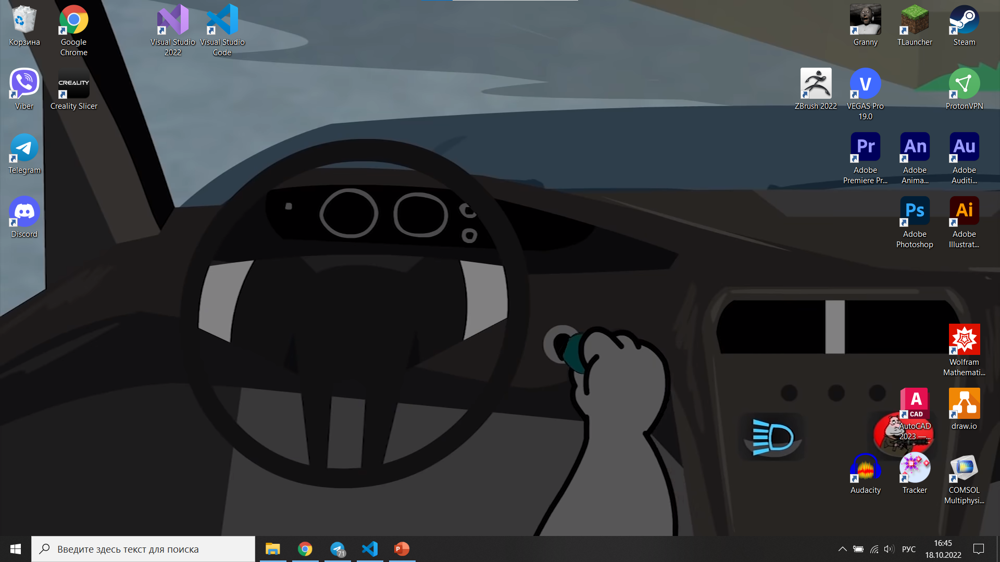 Корзина
Google
Chrome
Visual Studio
2022
Visual Studio
Code
Granny
TLauncher
Steam
Viber
CREALITY
Creality Slicer
ZBrush 2022
V
VEGAS Pro
19.0
ProtonVPN
Telegram
Pr
Adobe
Premiere Pr...
An
Adobe
Anima...
Au
Adobe
Auditi...
Discord
Ps
Adobe
Photoshop
Ai
Adobe
Illustrat...
Wolfram
Mathemati...
A
CAD
AutoCAD
2023 —...
draw.io
Audacity
Tracker
COMSOL
Multiphysi...
Введите здесь текст для поиска
71
P
РУС
16:45
18.10.2022